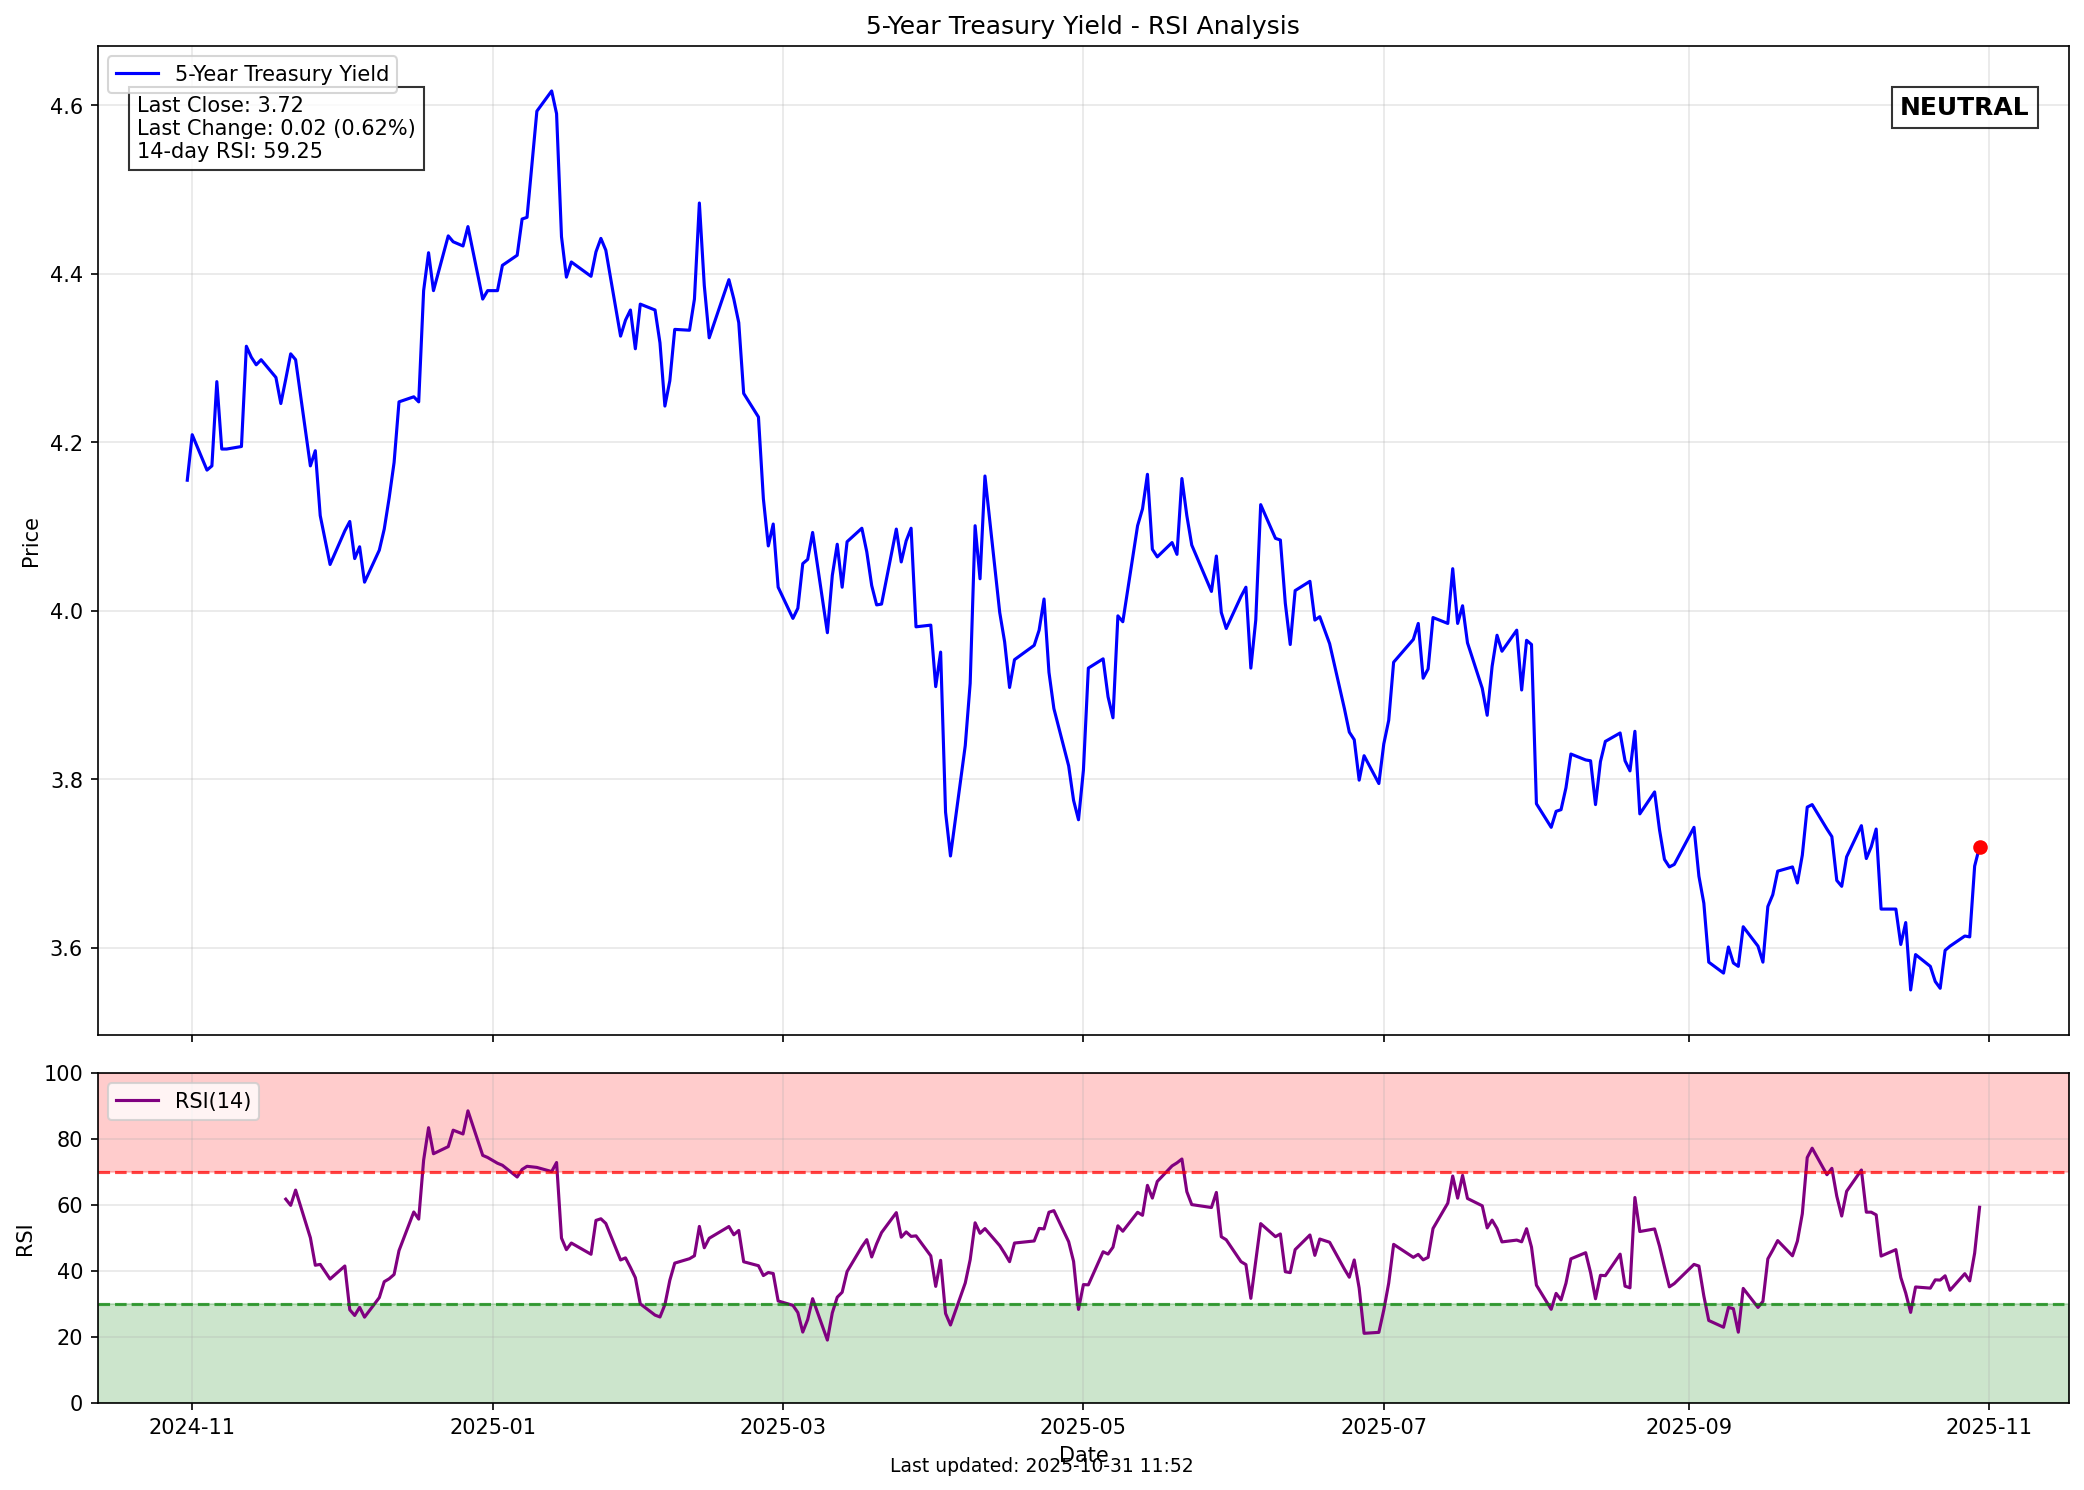 5-Year Treasury Yield - RSI Analysis
5-Year Treasury Yield
Last Close: 3.72
Last Change: 0.02 (0.62%)
14-day RSI: 59.25
NEUTRAL
Price
4.6
4.4
4.2
4.0
3.8
3.6
RSI(14)
RSI
100
80
60
40
20
0
2024-11
2025-01
2025-03
2025-05
2025-07
2025-09
2025-11
Date
Last updated: 2025-10-31 11:52